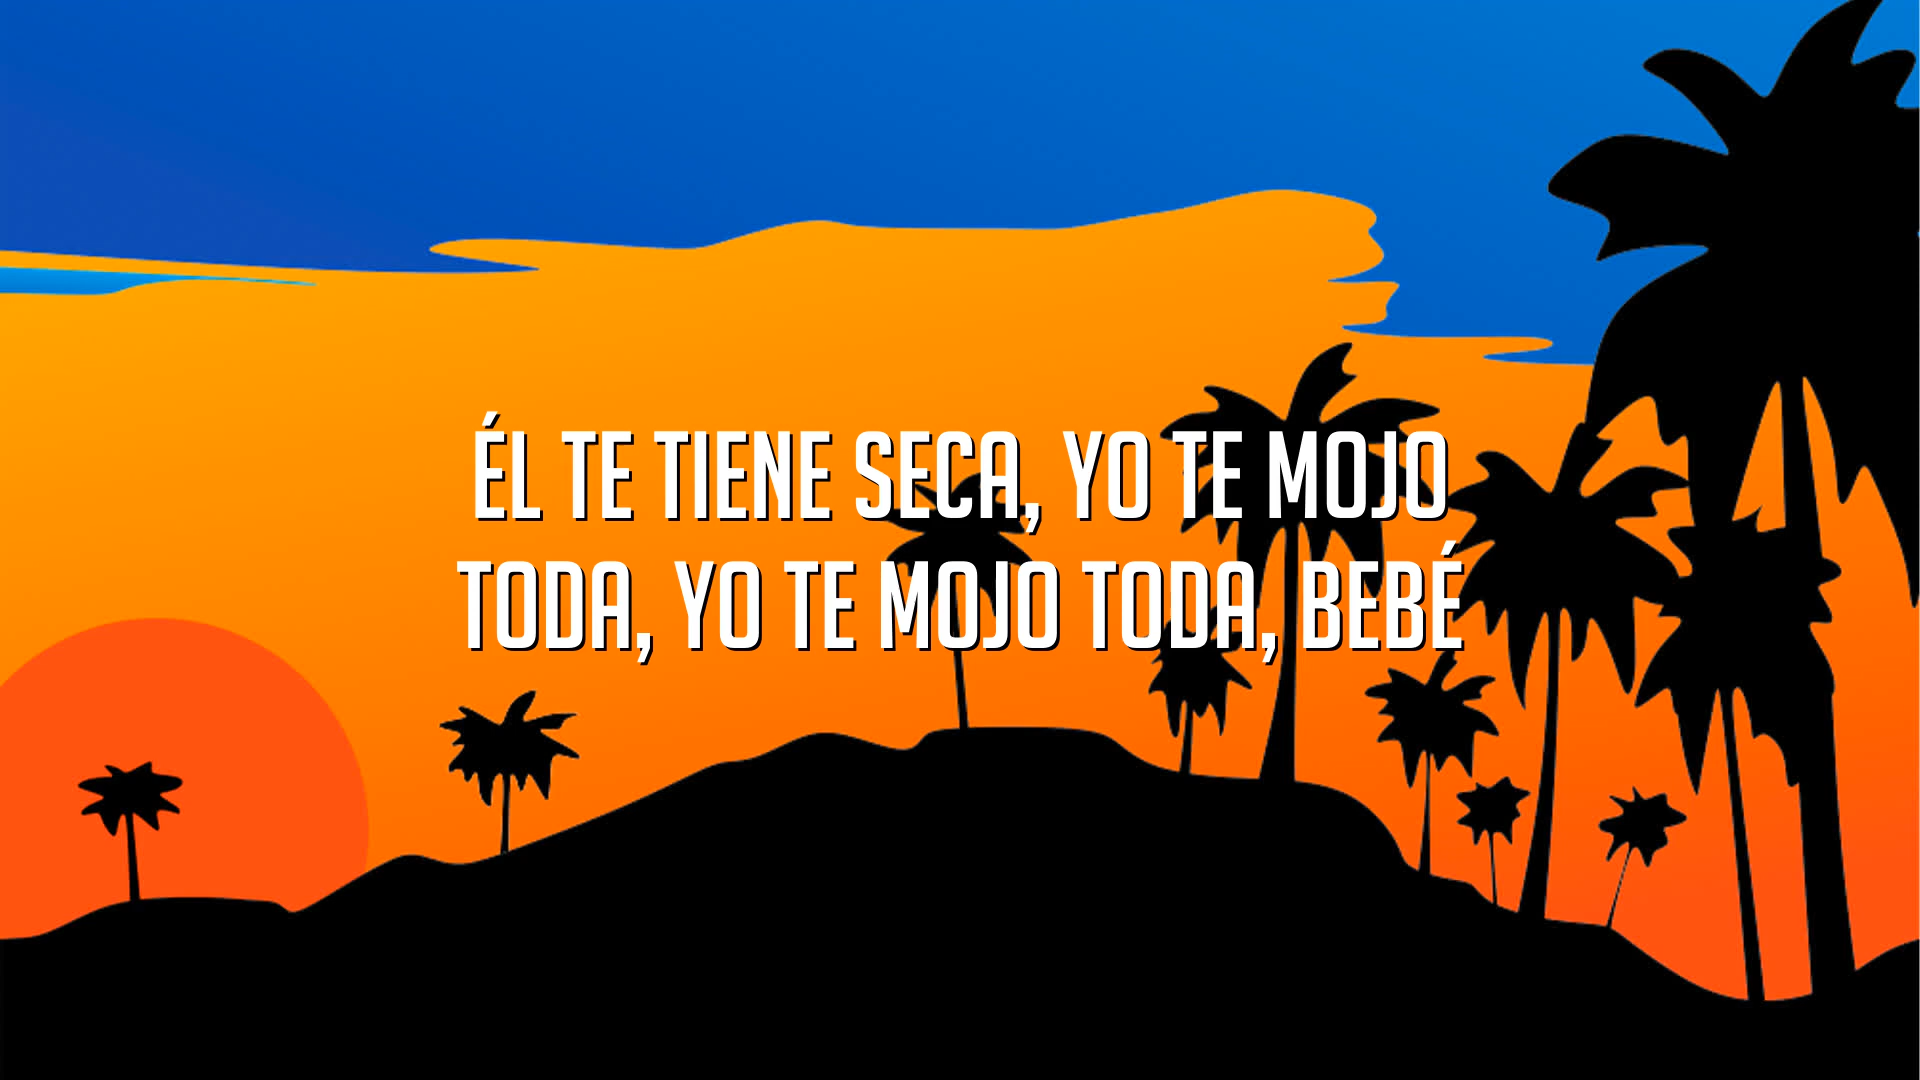 ÉL TE TIENE SECA, YO TE MOJO
TODA, YO TE MOJO TODA, BEBÉ